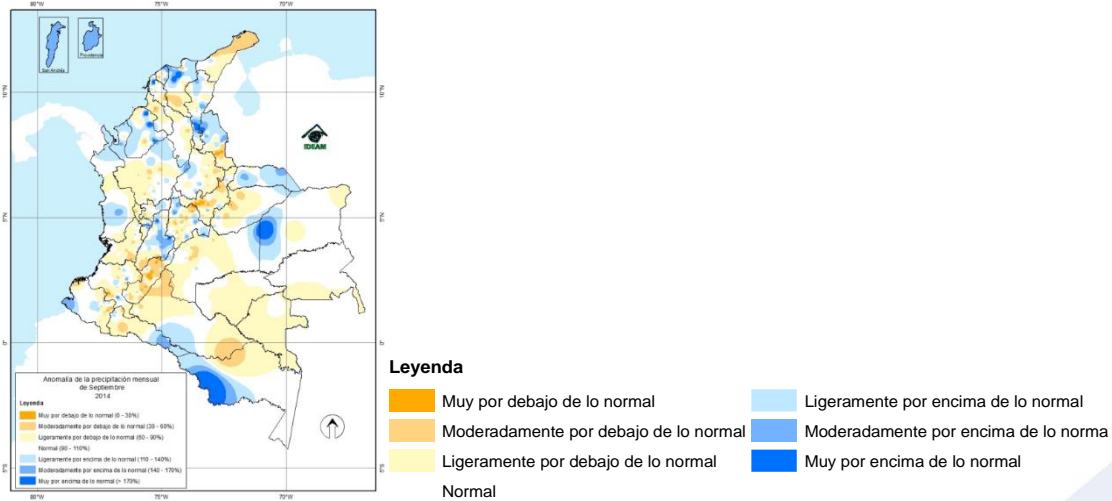 80°W 75°W 70°W
San Andrés
Providencia
10°N 10°N
IDEAM
5°N 5°N
0° 0°
5°S 5°S
Anomalía de la precipitación mensual
de Septiembre
2014
Leyenda
Muy por debajo de lo normal (0 - 30%)
Moderadamente por debajo de lo normal (30 - 60%)
Ligeramente por debajo de lo normal (60 - 90%)
Normal (90 - 110%)
Ligeramente por encima de lo normal (110 - 140%)
Moderadamente por encima de lo normal (140 - 170%)
Muy por encima de lo normal (> 170%)
80°W 75°W 70°W
Leyenda
Muy por debajo de lo normal
Moderadamente por debajo de lo normal
Ligeramente por debajo de lo normal
Normal
Ligeramente por encima de lo normal
Moderadamente por encima de lo norma
Muy por encima de lo normal